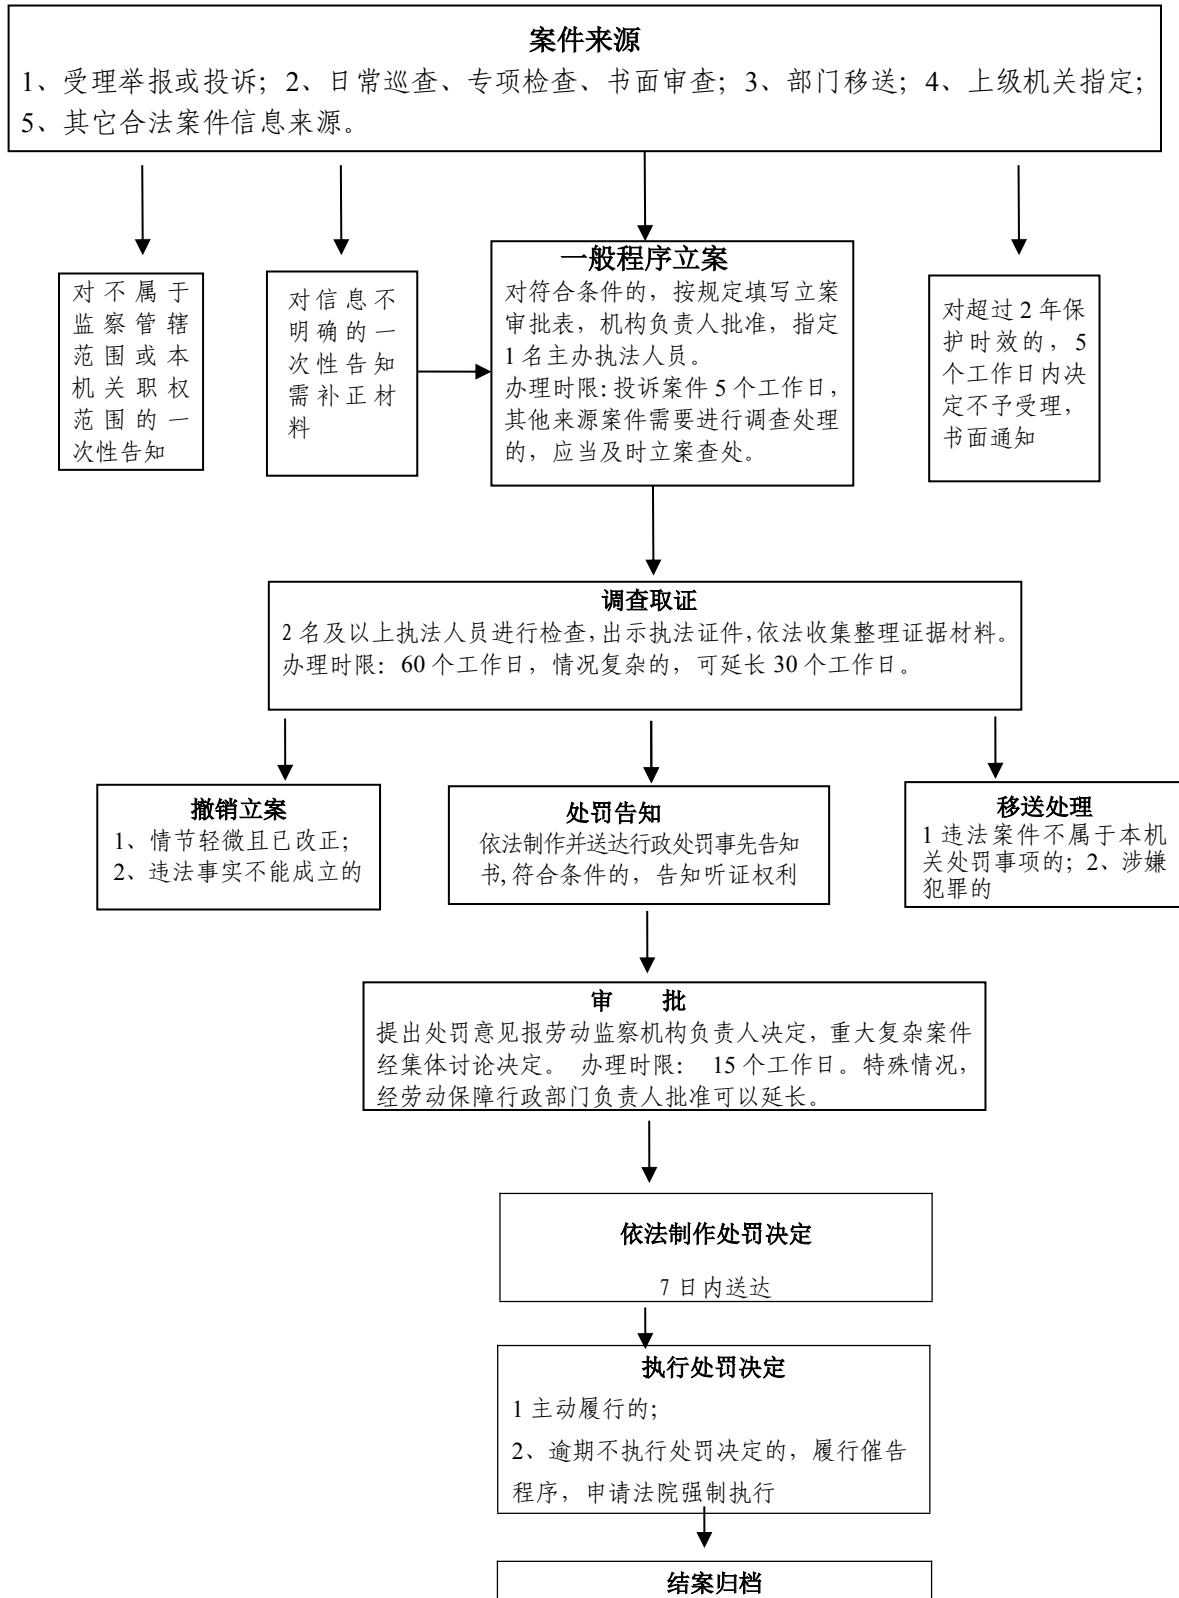 案件来源
1、受理举报或投诉；2、日常巡查、专项检查、书面审查；3、部门移送；4、上级机关指定；
5、其它合法案件信息来源。
对不属于
监察管辖
范围或本
机关职权
范围的一
次性告知
对信息不
明确的一
次性告知
需补正材
料
一般程序立案
对符合条件的，按规定填写立案
审批表，机构负责人批准，指定
1名主办执法人员。
办理时限:投诉案件 5 个工作日，
其他来源案件需要进行调查处理
的，应当及时立案查处。
对超过 2 年保
护时效的，5
个工作日内决
定不予受理，
书面通知
调查取证
2 名及以上执法人员进行检查,出示执法证件,依法收集整理证据材料。
办理时限：60 个工作日，情况复杂的，可延长 30 个工作日。
撤销立案
1、情节轻微且已改正；
2、违法事实不能成立的
处罚告知
依法制作并送达行政处罚事先告知
书,符合条件的，告知听证权利
移送处理
1 违法案件不属于本机
关处罚事项的；2、涉嫌
犯罪的
审 批
提出处罚意见报劳动监察机构负责人决定，重大复杂案件
经集体讨论决定。 办理时限： 15 个工作日。特殊情况，
经劳动保障行政部门负责人批准可以延长。
依法制作处罚决定
7 日内送达
执行处罚决定
1 主动履行的；
2、逾期不执行处罚决定的，履行催告
程序，申请法院强制执行
结案归档